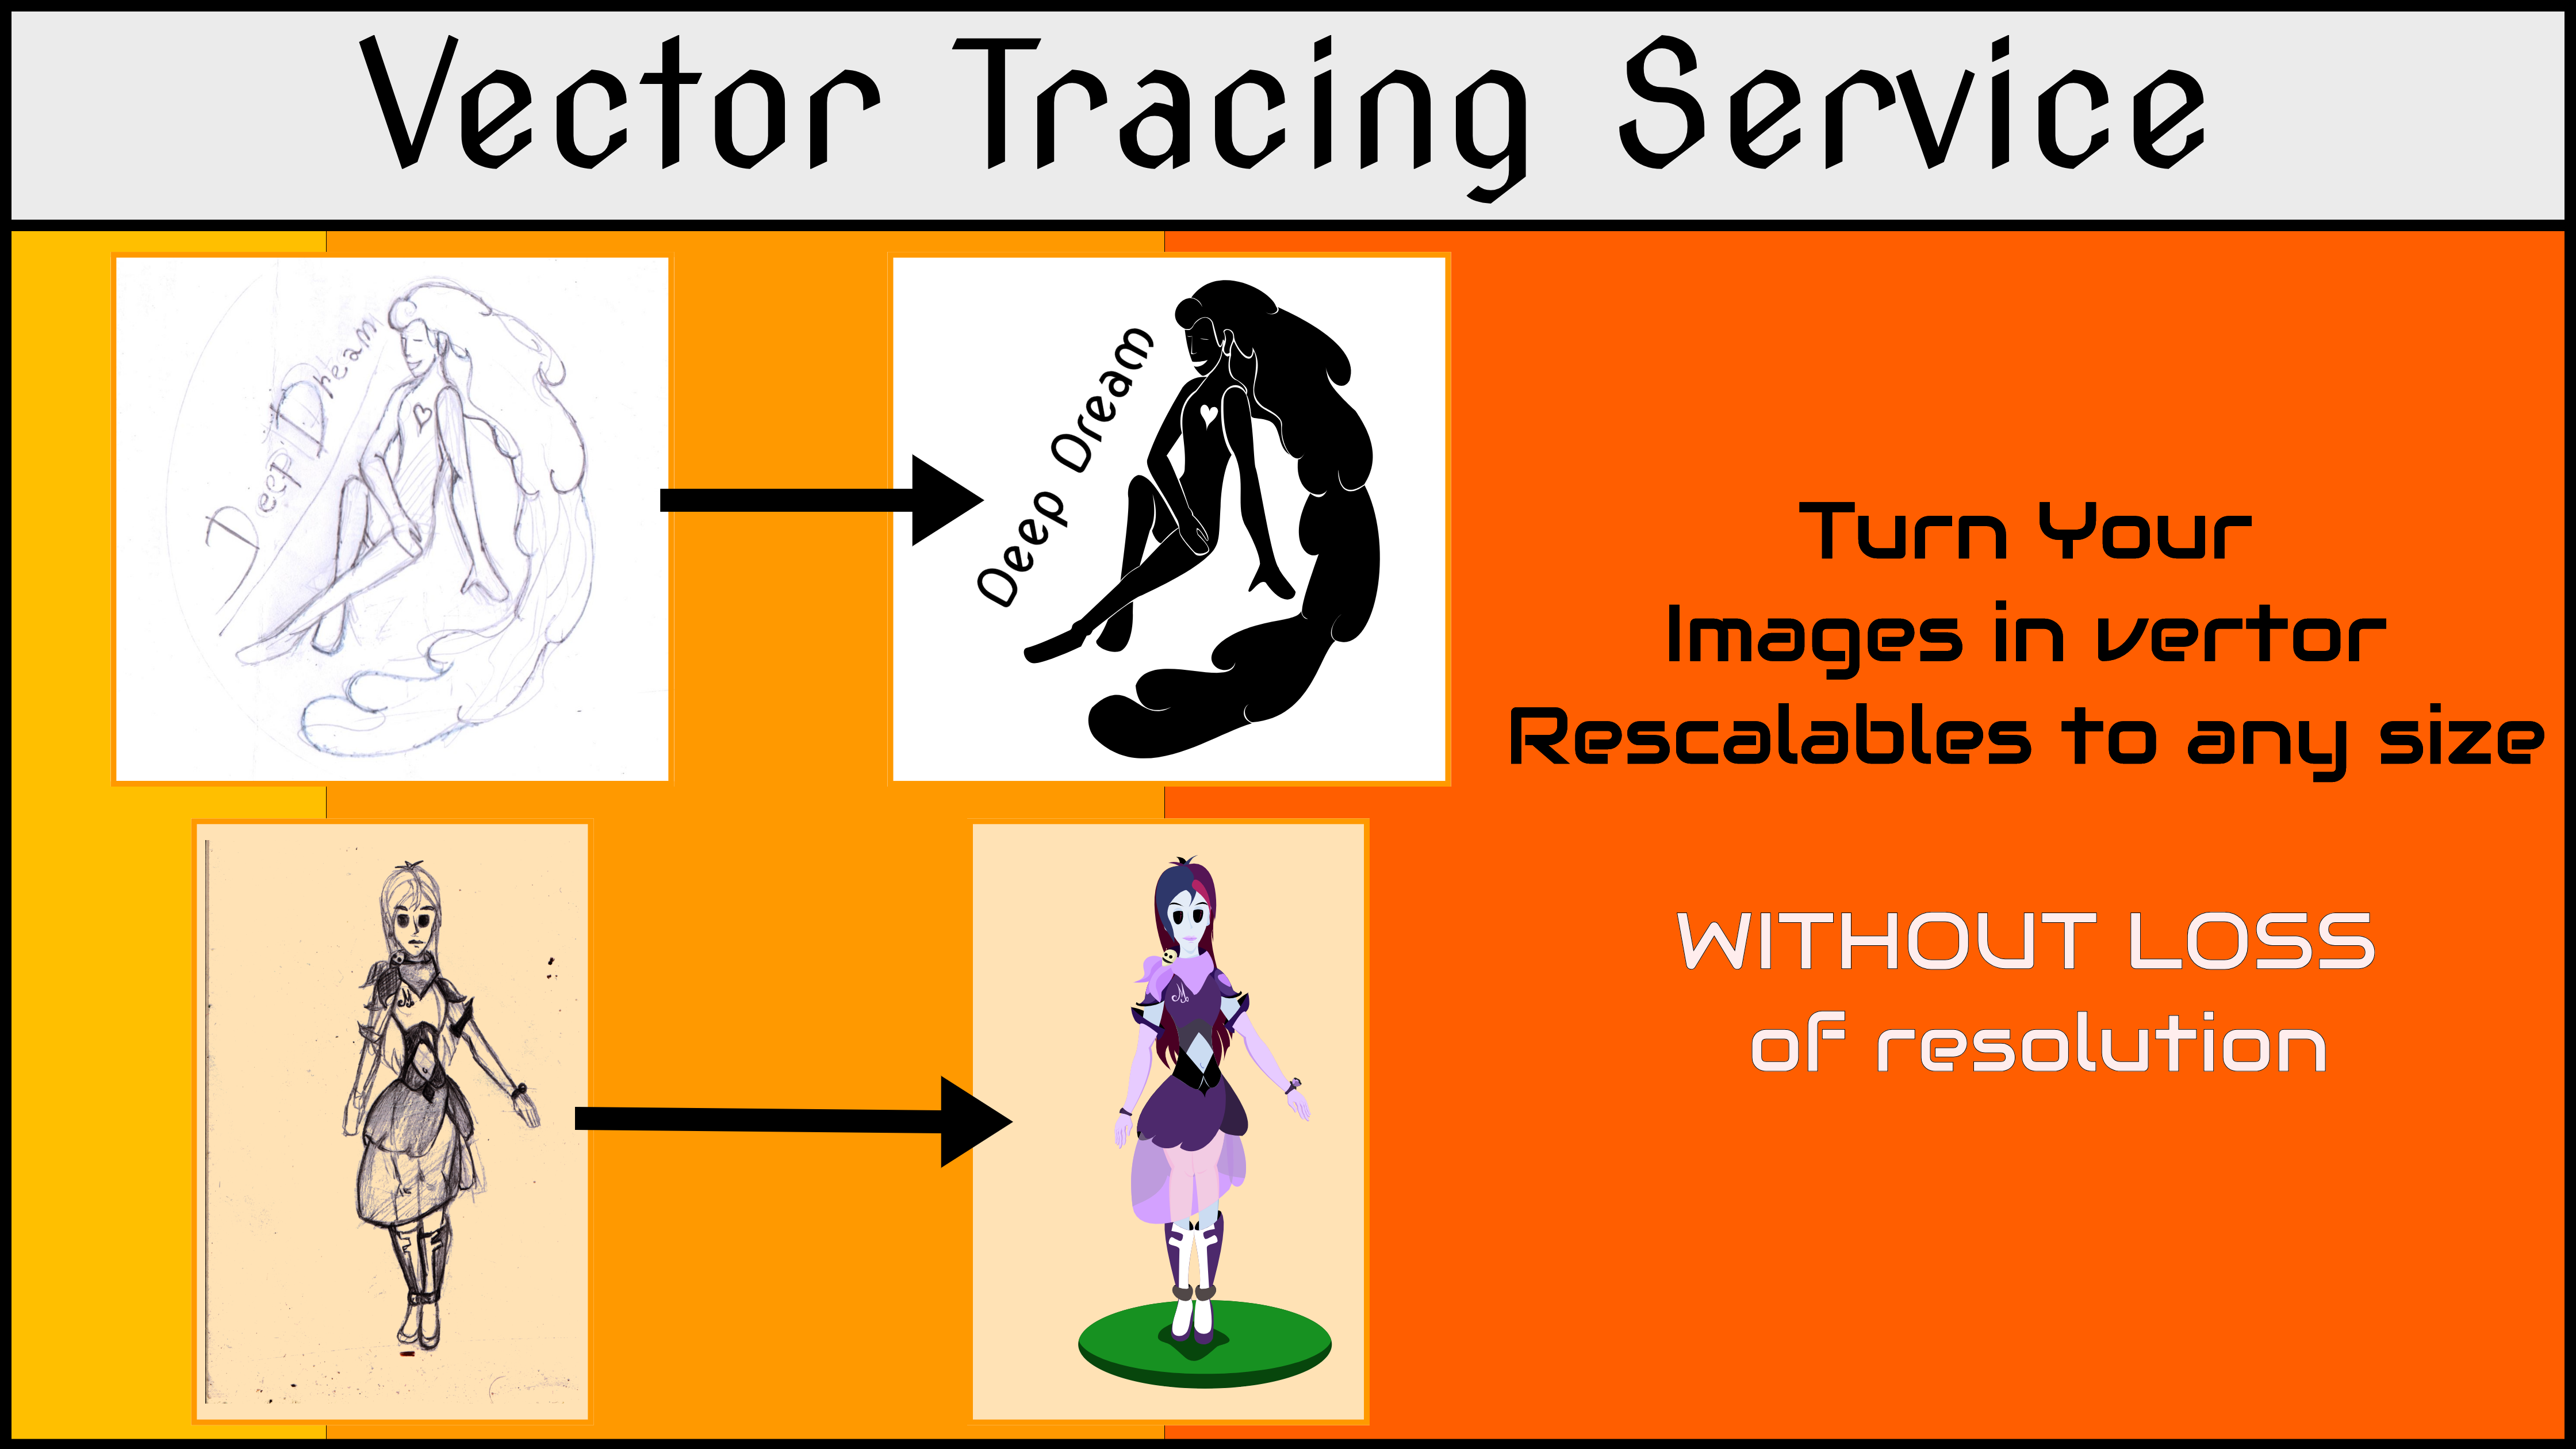 Vector Tracing Service
Deep Dream
Deep Dream
Turn Your
Images in vertor
Rescalables to any size
WITHOUT LOSS
of resolution
M
M